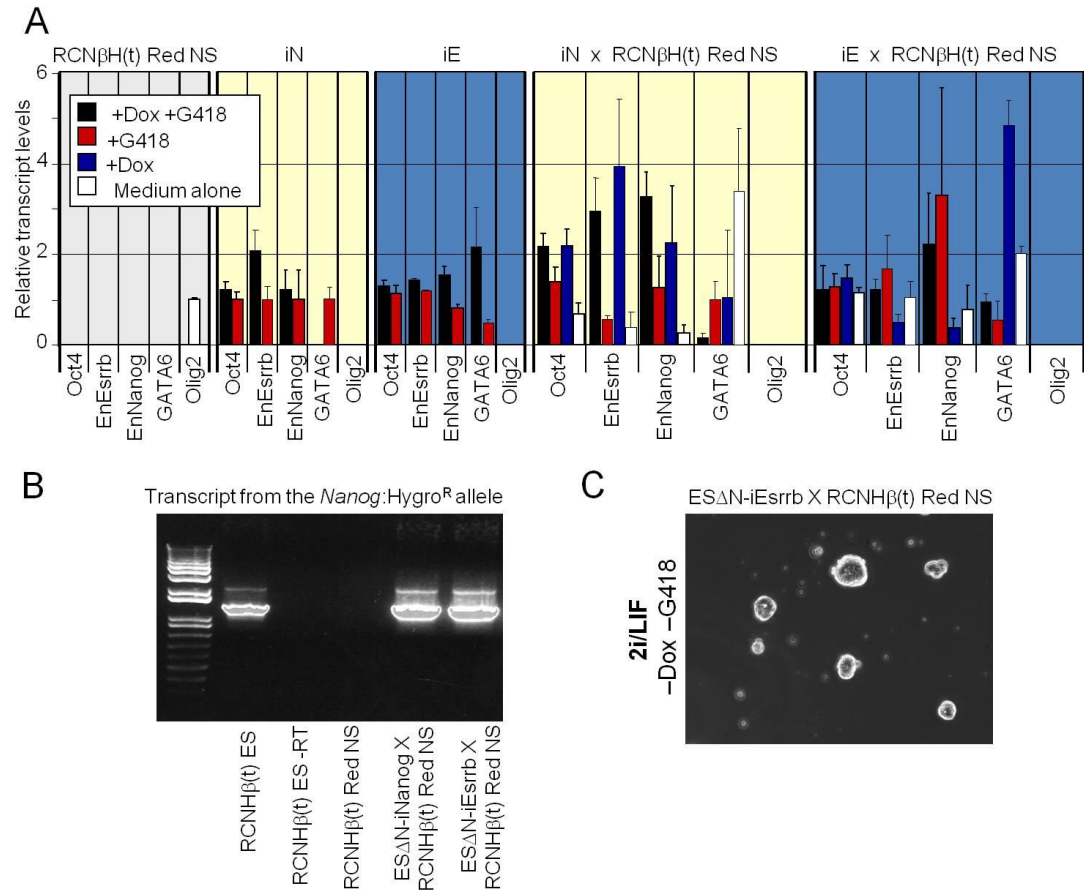 A
RCNβH(t) Red NS
iN
iE
iN x RCNβH(t) Red NS
iE x RCNβH(t) Red NS
Relative transcript levels
6
4
2
0
+Dox +G418
+G418
+Dox
Medium alone
Oct4
EnEsrrb
EnNanog
GATA6
Olig2
Oct4
EnEsrrb
EnNanog
GATA6
Olig2
Oct4
EnEsrrb
EnNanog
GATA6
Olig2
Oct4
EnEsrrb
EnNanog
GATA6
Olig2
Oct4
EnEsrrb
EnNanog
GATA6
Olig2
B
Transcript from the Nanog:Hygroᴿ allele
RCNHβ(t) ES
RCNHβ(t) ES -RT
RCNHβ(t) Red NS
ESΔN-iNanog X
RCNHβ(t) Red NS
ESΔN-iEsrrb X
RCNHβ(t) Red NS
C
ESΔN-iEsrrb X RCNHβ(t) Red NS
2i/LIF
–Dox –G418